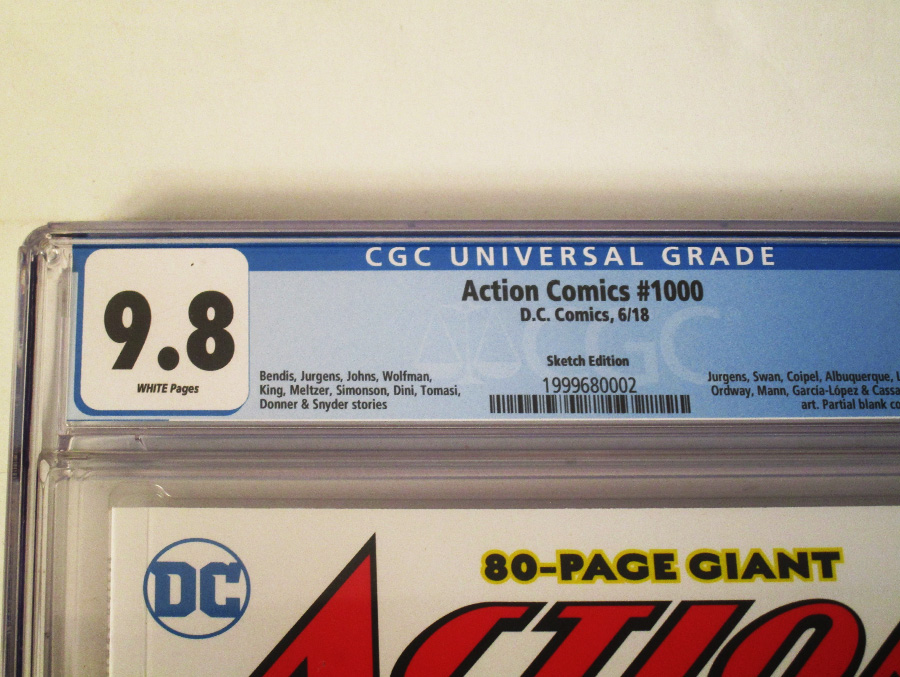 CGC UNIVERSAL GRADE
9.8
WHITE Pages
Action Comics #1000
D.C. Comics, 6/18
Sketch Edition
1999680002
Bendis, Jurgens, Johns, Wolfman,
King, Meltzer, Simonson, Dini, Tomasi,
Donner & Snyder stories
Jurgens, Swan, Coipel, Albuquerque,
Ordway, Mann, García-López &
art. Partial blank
CGC
DC
80-PAGE GIANT
ACTION